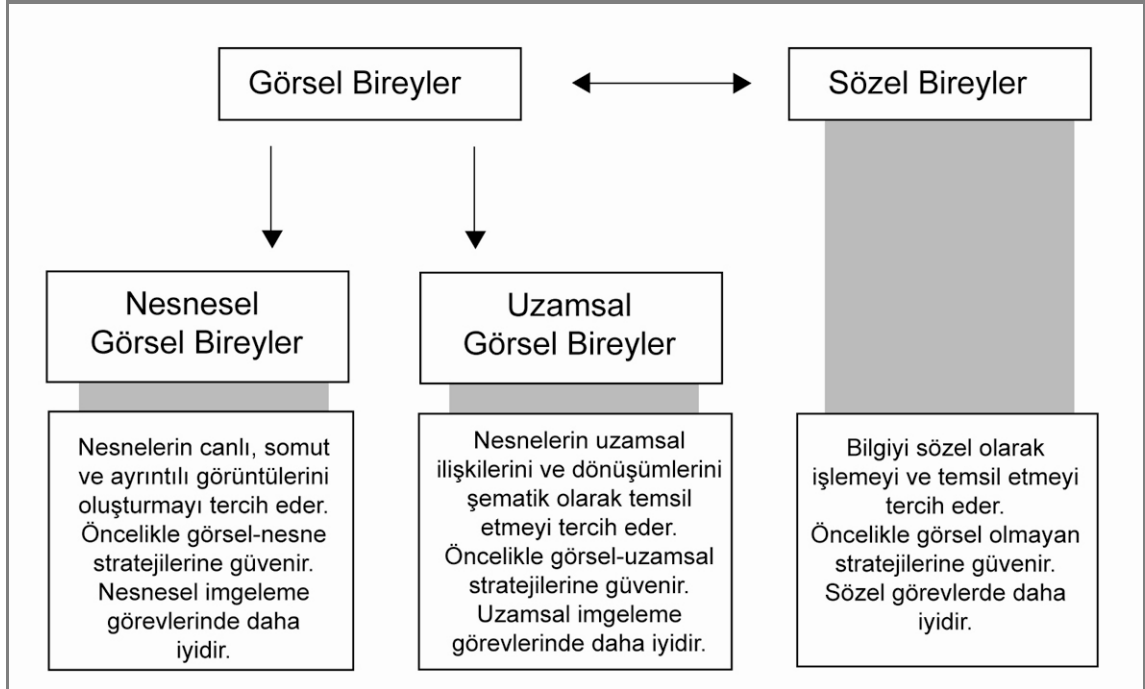 Görsel Bireyler
Sözel Bireyler
Nesnesel
Görsel Bireyler
Uzamsal
Görsel Bireyler
Nesnelerin canlı, somut
ve ayrıntılı görüntülerini
oluşturmayı tercih eder.
Öncelikle görsel-nesne
stratejilerine güvenir.
Nesnesel imgeleme
görevlerinde daha
iyidir.
Nesnelerin uzamsal
ilişkilerini ve dönüşümlerini
şematik olarak temsil
etmeyi tercih eder.
Öncelikle görsel-uzamsal
stratejilerine güvenir.
Uzamsal imgeleme
görevlerinde daha iyidir.
Bilgiyi sözel olarak
işlemeyi ve temsil etmeyi
tercih eder.
Öncelikle görsel olmayan
stratejilerine güvenir.
Sözel görevlerde daha
iyidir.